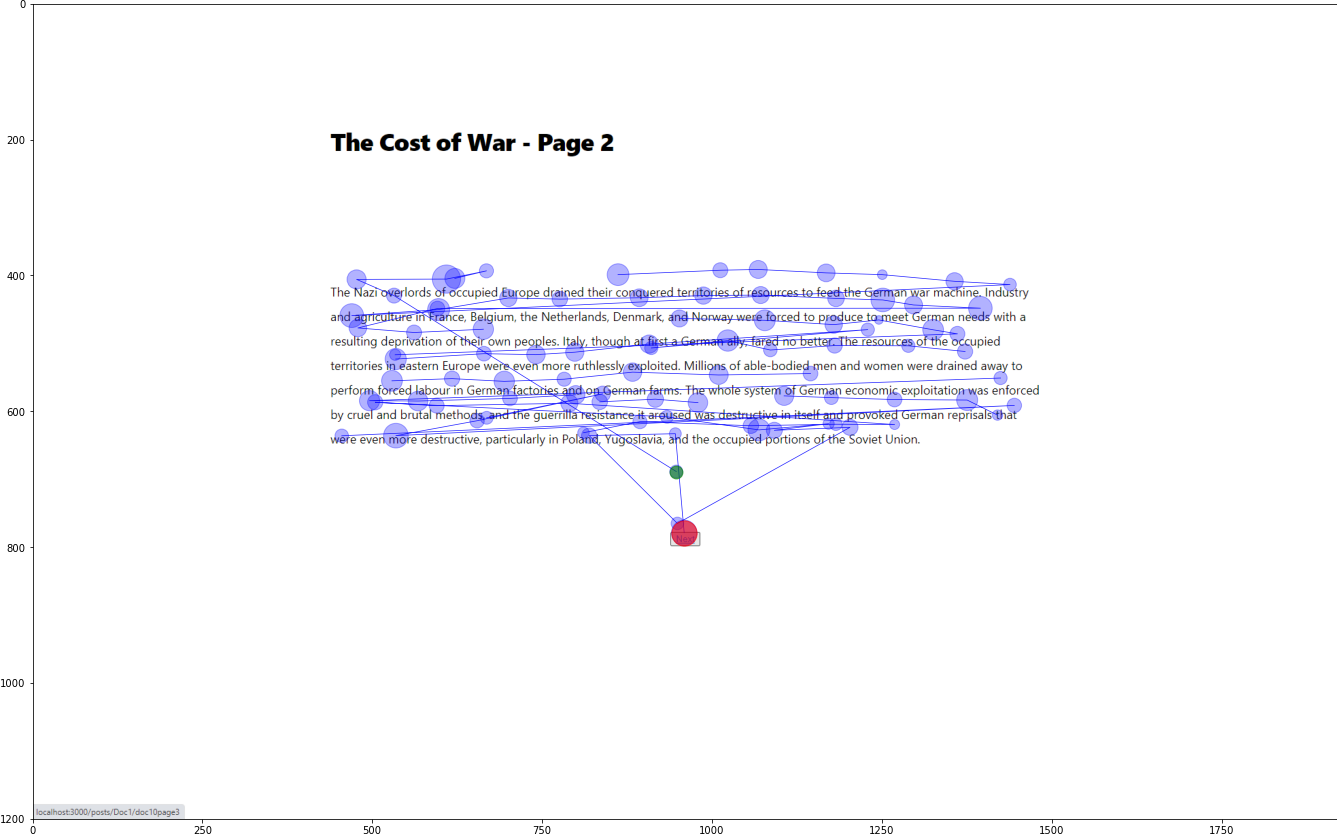 0
200
The Cost of War - Page 2
400
The Nazi overlords of occupied Europe drained their conquered territories of resources to feed the German war machine. Industry
and agriculture in France, Belgium, the Netherlands, Denmark, and Norway were forced to produce to meet German needs with a
resulting deprivation of their own peoples. Italy, though at first a German ally, fared no better. The resources of the occupied
territories in eastern Europe were even more ruthlessly exploited. Millions of able-bodied men and women were drained away to
perform forced labour in German factories and on German farms. The whole system of German economic exploitation was enforced
600
by cruel and brutal methods, and the guerrilla resistance it aroused was destructive in itself and provoked German reprisals that
were even more destructive, particularly in Poland, Yugoslavia, and the occupied portions of the Soviet Union.
Next
800
1000
localhost:3000/posts/Doc1/doc10page3
1200
0 250 500 750 1000 1250 1500 1750